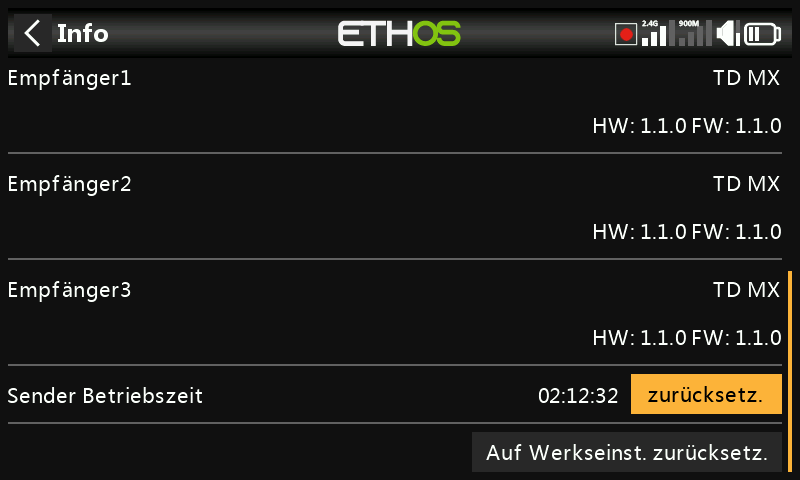 Info
ETHOS
2.4G
900M
Empfänger1
TD MX
HW: 1.1.0 FW: 1.1.0
Empfänger2
TD MX
HW: 1.1.0 FW: 1.1.0
Empfänger3
TD MX
HW: 1.1.0 FW: 1.1.0
Sender Betriebszeit
02:12:32
zurücksetz.
Auf Werkseinst. zurücksetz.